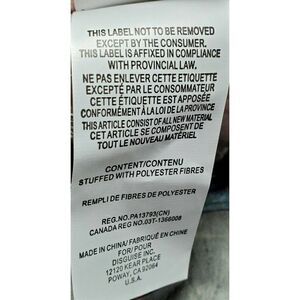 THIS LABEL NOT TO BE REMOVED
EXCEPT BY THE CONSUMER.
THIS LABEL IS AFFIXED IN COMPLIANCE
WITH PROVINCIAL LAW.
NE PAS ENLEVER CETTE ETIQUETTE
EXCEPTÉ PAR LE CONSOMMATEUR
CETTE ÉTIQUETTE EST APPOSÉE
CONFORMÉMENT À LA LOI DE LA PROVINCE
THIS ARTICLE CONSIST OF ALL NEW MATERIAL
CET ARTICLE SE COMPOSENT DE
TOUT LE NOUVEAU MATÉRIEL
CONTENT/CONTENU
STUFFED WITH POLYESTER FIBRES
REMPLI DE FIBRES DE POLYESTER
REG.NO.PA13793(CN)
CANADA REG NO.03T-1366008
MADE IN CHINA/ FABRIQUÉ EN CHINE
FOR/ POUR
DISGUISE INC.
12120 KEAR PLACE
POWAY, CA 92064
U.S.A.